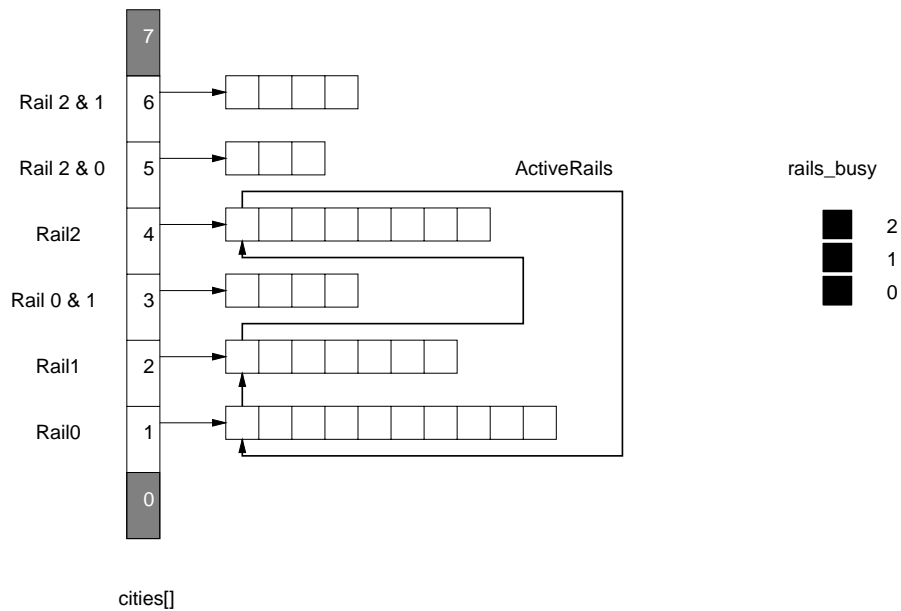 7
Rail 2 & 1 6
Rail 2 & 0 5
ActiveRails rails_busy
Rail2 4 2
1
Rail 0 & 1 3 0
Rail1 2
Rail0 1
0
cities[]